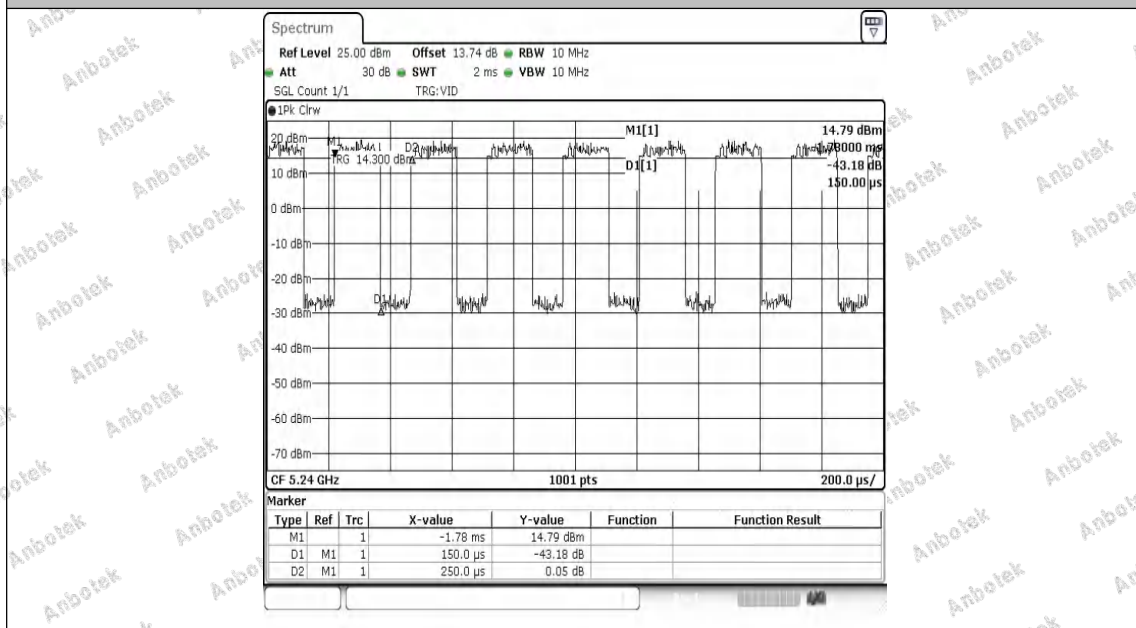 Spectrum
Ref Level 25.00 dBm Offset 13.74 dB RBW 10 MHz
Att 30 dB SWT 2 ms VBW 10 MHz
SGL Count 1/1 TRG:VID
1Pk Clrw
M1[1] 14.79 dBm
-1.78000 ms
D1[1] -43.18 dB
150.00 µs
20 dBm
M1
D2
TRG 14.300 dBm
10 dBm
0 dBm
-10 dBm
-20 dBm
D1
-30 dBm
-40 dBm
-50 dBm
-60 dBm
-70 dBm
CF 5.24 GHz 1001 pts 200.0 µs/
Marker
Type Ref Trc X-value Y-value Function Function Result
M1 1 -1.78 ms 14.79 dBm
D1 M1 1 150.0 µs -43.18 dB
D2 M1 1 250.0 µs 0.05 dB
Anbotek